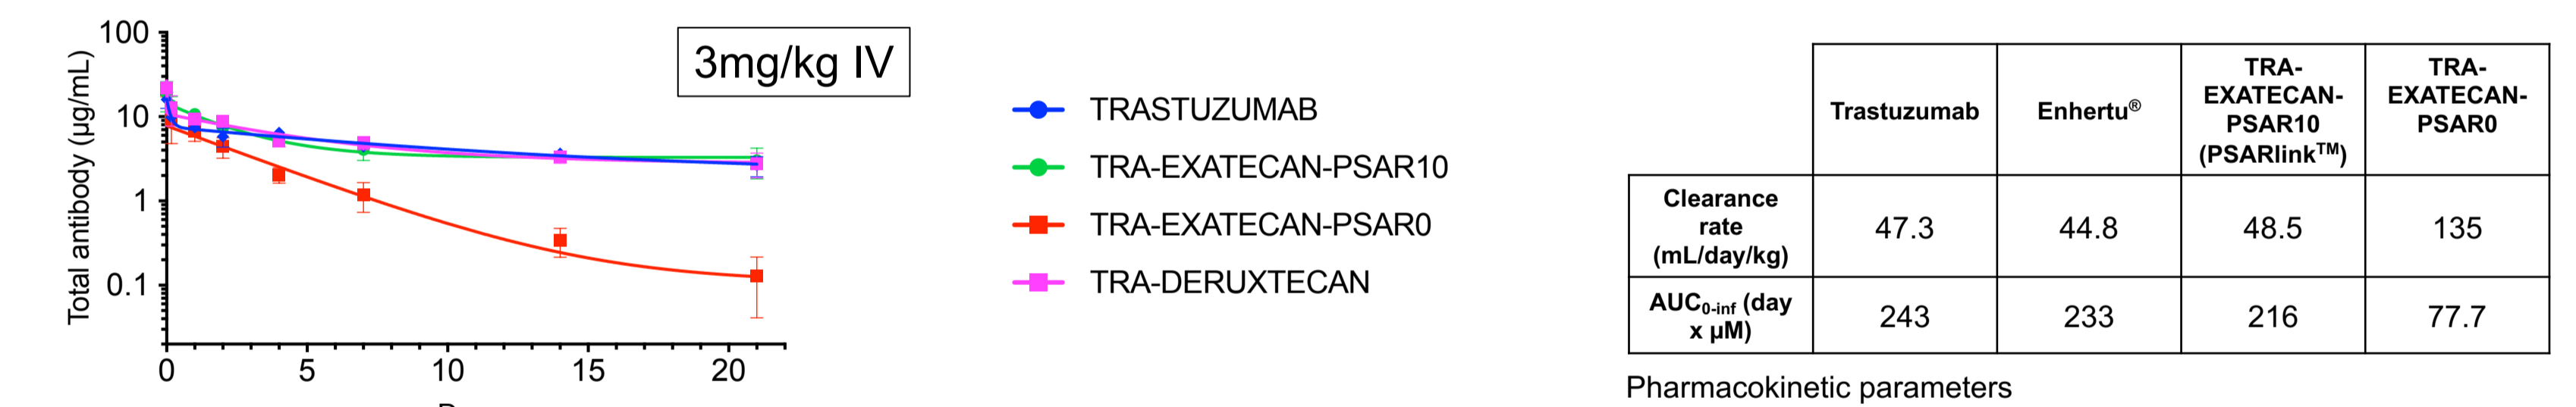 100
10
1
0.1
Total antibody (µg/mL)
3mg/kg IV
0 5 10 15 20
TRASTUZUMAB
TRA-EXATECAN-PSAR10
TRA-EXATECAN-PSAR0
TRA-DERUXTECAN
Trastuzumab
Enhertu®
TRA-
EXATECAN-
PSAR10
(PSARlink™)
TRA-
EXATECAN-
PSAR0
Clearance
rate
(mL/day/kg)
47.3 44.8 48.5 135
AUC0-inf (day
x µM)
243 233 216 77.7
Pharmacokinetic parameters